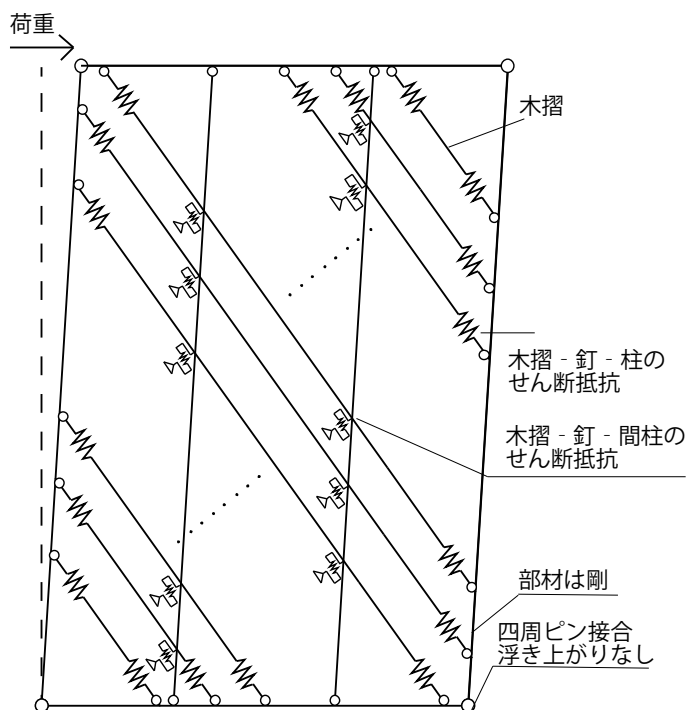 荷重
木摺
木摺‐釘‐柱の
せん断抵抗
木摺‐釘‐間柱の
せん断抵抗
部材は剛
四周ピン接合
浮き上がりなし